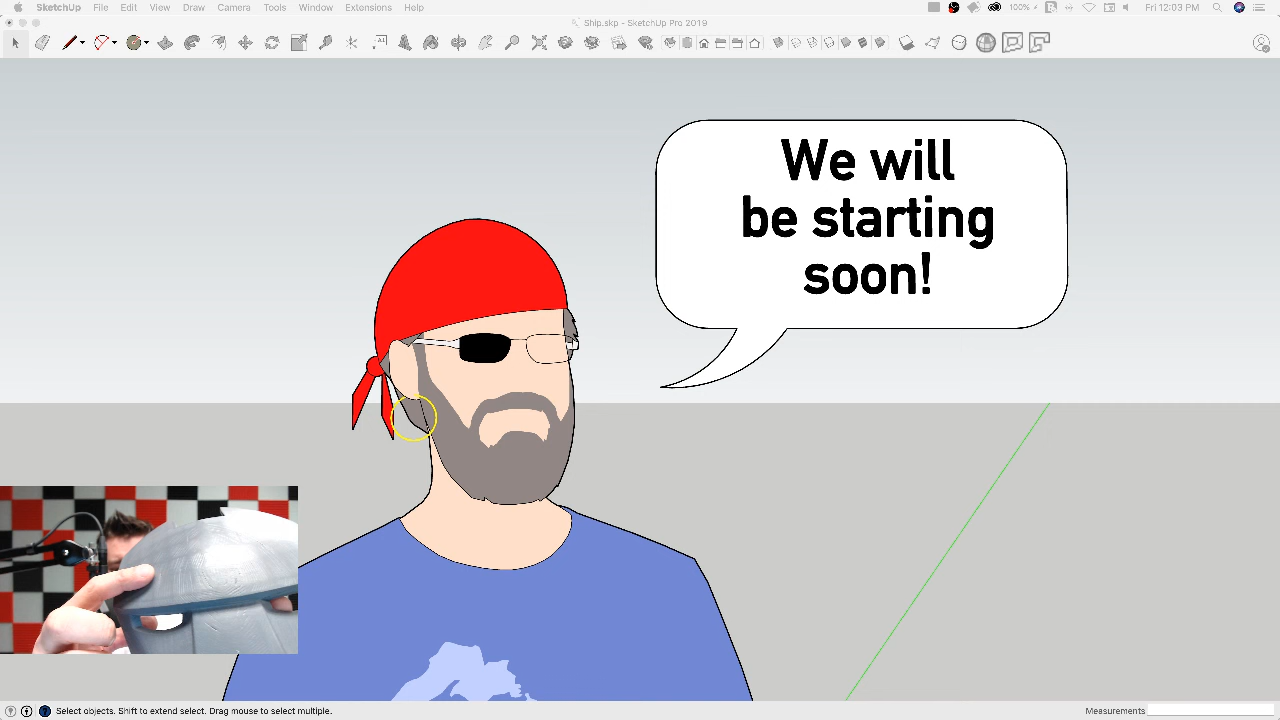 SketchUp File Edit View Draw Camera Tools Window Extensions Help 100% Fri 12:03 PM
Ship.skp - SketchUp Pro 2019
We will
be starting
soon!
Select objects. Shift to extend select. Drag mouse to select multiple. Measurements